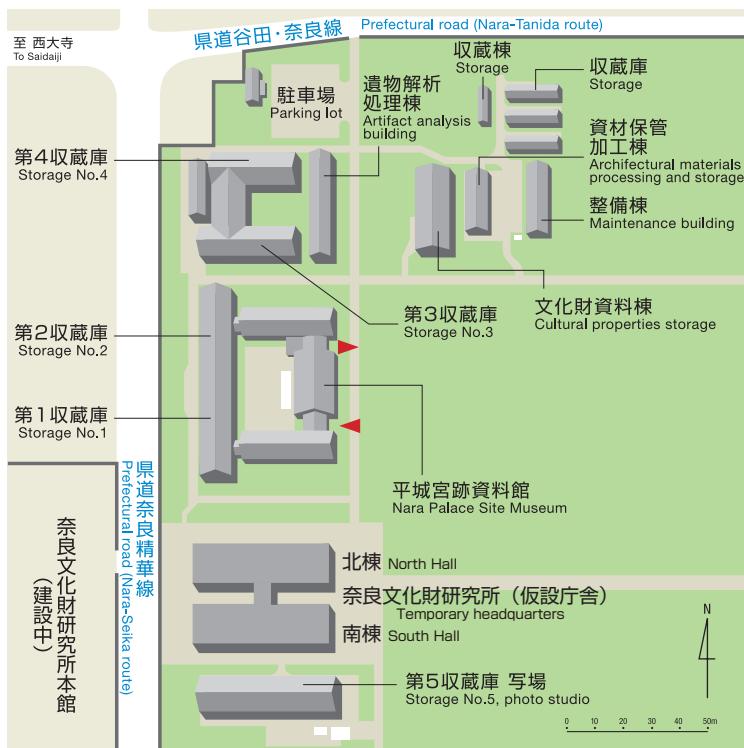 県道谷田・奈良線
Prefectural road (Nara-Tanida route)
至 西大寺
To Saidaiji
収蔵棟
Storage
収蔵庫
Storage
駐車場
Parking lot
遺物解析
処理棟
Artifact analysis
building
資材保管
加工棟
Architectural materials
processing and storage
第4収蔵庫
Storage No.4
整備棟
Maintenance building
第3収蔵庫
Storage No.3
文化財資料棟
Cultural properties storage
第2収蔵庫
Storage No.2
第1収蔵庫
Storage No.1
県道奈良精華線
Prefectural road (Nara-Seika route)
平城宮跡資料館
Nara Palace Site Museum
奈良文化財研究所本館
（建設中）
北棟 North Hall
奈良文化財研究所（仮設庁舎）
Temporary headquarters
南棟 South Hall
第5収蔵庫 写場
Storage No.5, photo studio
N
0 10 20 30 40 50m